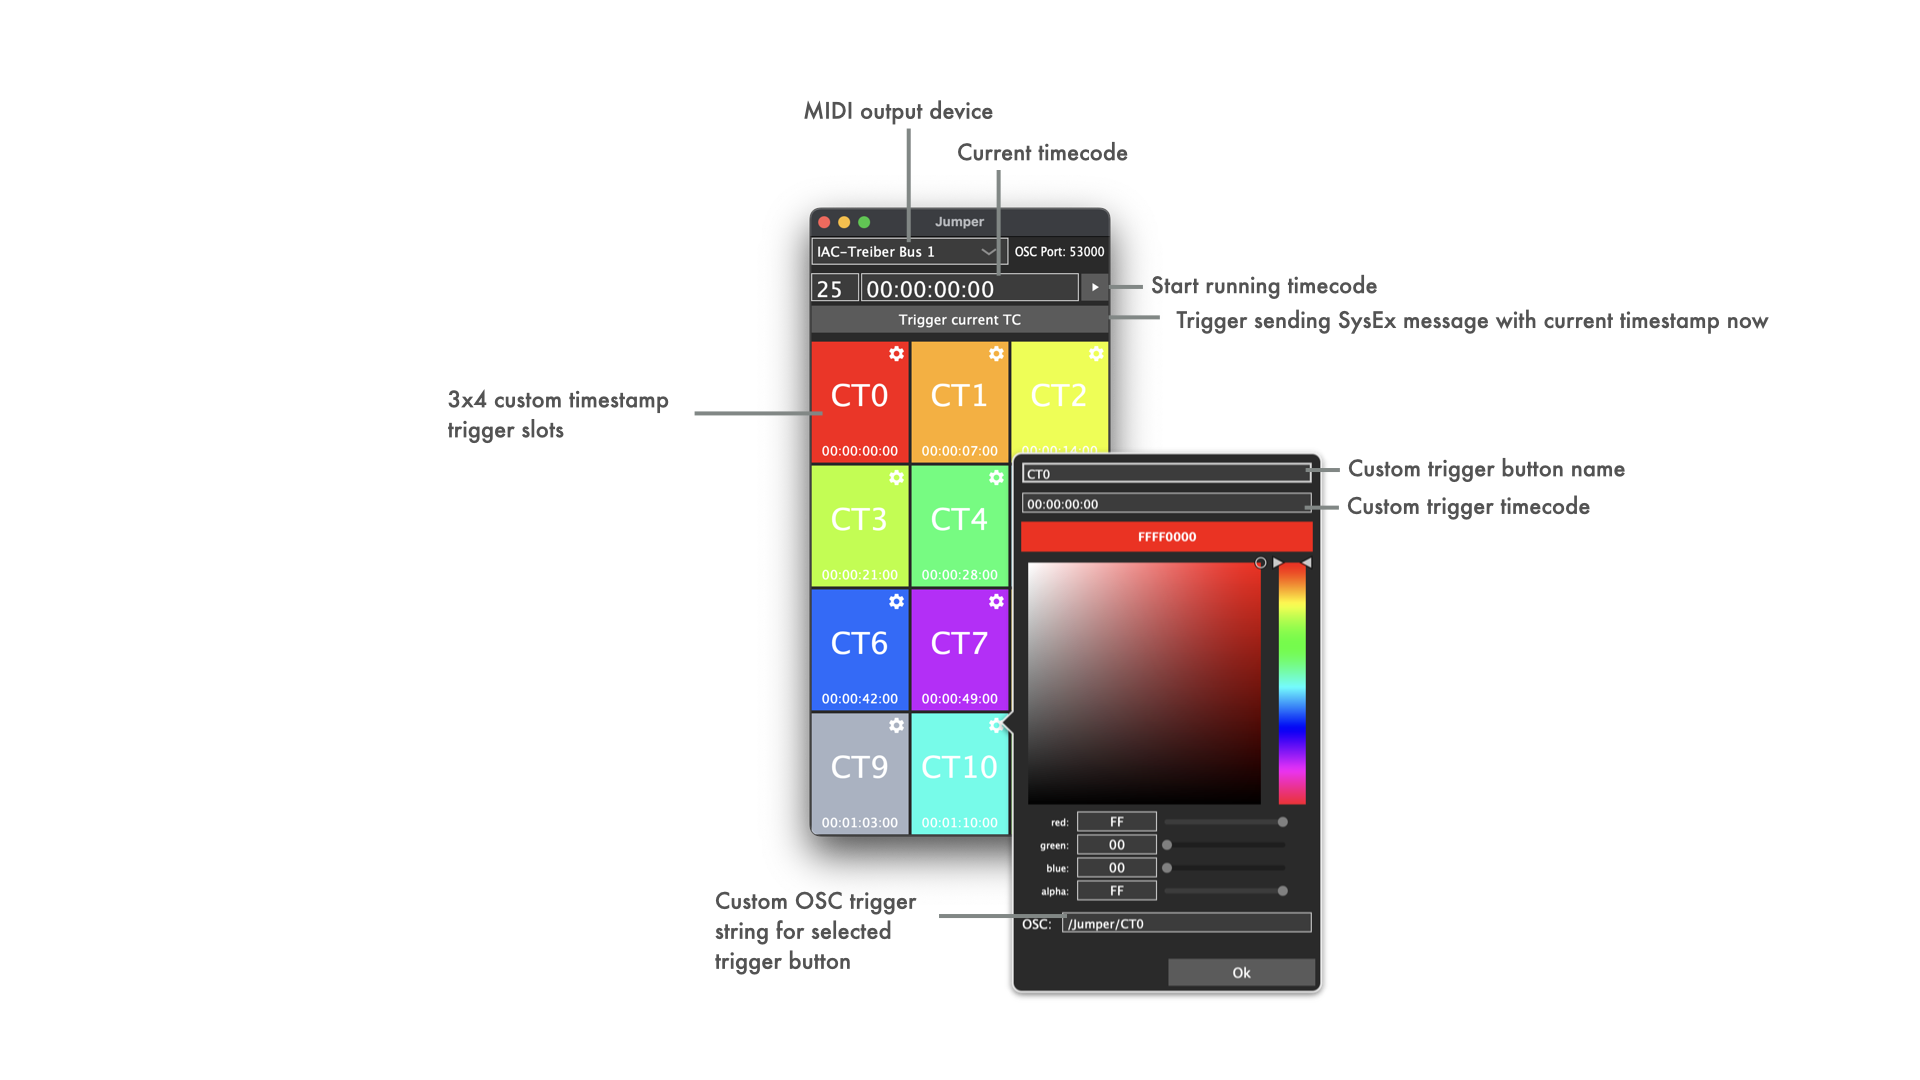 MIDI output device
Current timecode
Jumper
IAC-Treiber Bus 1
OSC Port: 53000
25
00:00:00:00
Start running timecode
Trigger current TC
Trigger sending SysEx message with current timestamp now
3x4 custom timestamp
trigger slots
CT0
CT1
CT2
00:00:00:00
00:00:07:00
00:00:14:00
CT3
CT4
00:00:21:00
00:00:28:00
CT6
CT7
00:00:42:00
00:00:49:00
CT9
CT10
00:01:03:00
00:01:10:00
CT0
Custom trigger button name
00:00:00:00
Custom trigger timecode
FFFF0000
red: FF
green: 00
blue: 00
alpha: FF
OSC: /Jumper/CT0
Ok
Custom OSC trigger
string for selected
trigger button